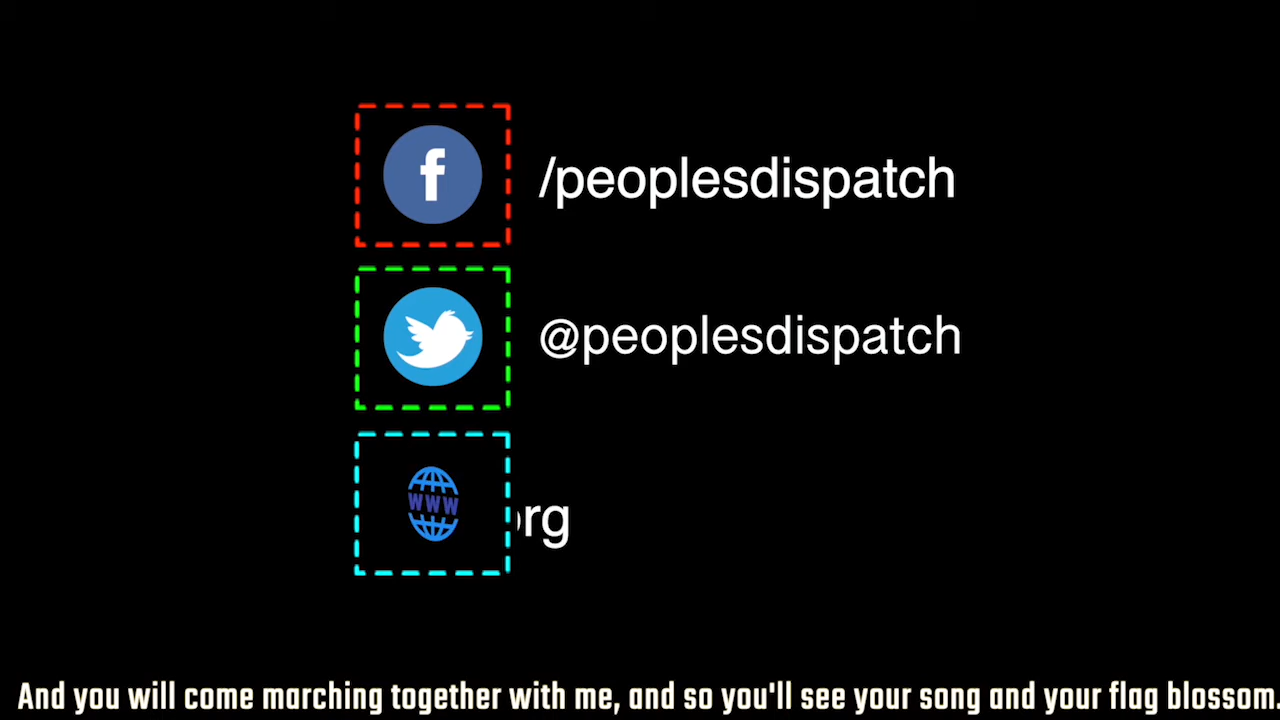 f
/peoplesdispatch
@peoplesdispatch
WWW
org
And you will come marching together with me, and so you'll see your song and your flag blossom.